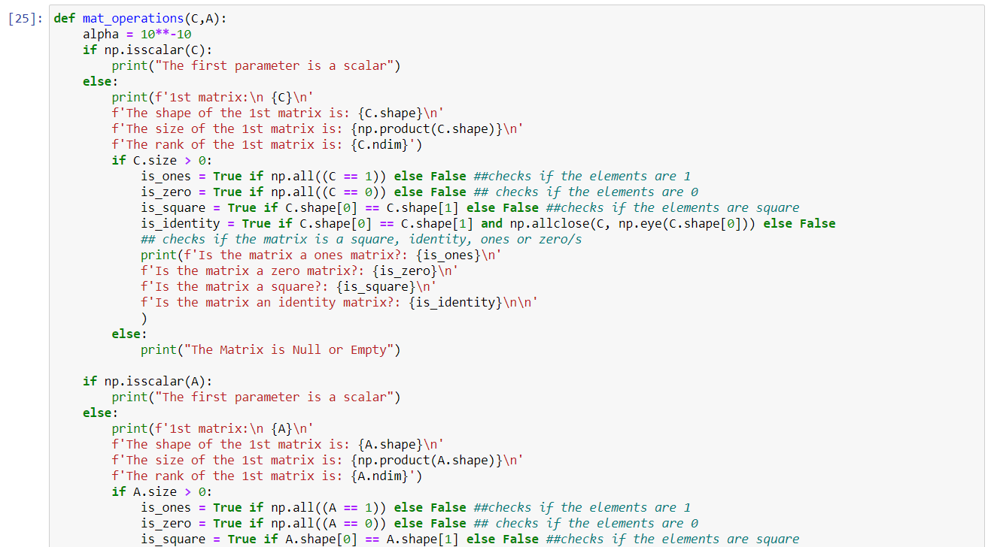 [25]: def mat_operations(C,A):
    alpha = 10**-10
    if np.isscalar(C):
        print("The first parameter is a scalar")
    else:
        print(f'1st matrix:\n {C}\n'
        f'The shape of the 1st matrix is: {C.shape}\n'
        f'The size of the 1st matrix is: {np.product(C.shape)}\n'
        f'The rank of the 1st matrix is: {C.ndim}')
        if C.size > 0:
            is_ones = True if np.all((C == 1)) else False ##checks if the elements are 1
            is_zero = True if np.all((C == 0)) else False ## checks if the elements are 0
            is_square = True if C.shape[0] == C.shape[1] else False ##checks if the elements are square
            is_identity = True if C.shape[0] == C.shape[1] and np.allclose(C, np.eye(C.shape[0])) else False
            ## checks if the matrix is a square, identity, ones or zero/s
            print(f'Is the matrix a ones matrix?: {is_ones}\n'
            f'Is the matrix a zero matrix?: {is_zero}\n'
            f'Is the matrix a square?: {is_square}\n'
            f'Is the matrix an identity matrix?: {is_identity}\n\n'
            )
        else:
            print("The Matrix is Null or Empty")

    if np.isscalar(A):
        print("The first parameter is a scalar")
    else:
        print(f'1st matrix:\n {A}\n'
        f'The shape of the 1st matrix is: {A.shape}\n'
        f'The size of the 1st matrix is: {np.product(A.shape)}\n'
        f'The rank of the 1st matrix is: {A.ndim}')
        if A.size > 0:
            is_ones = True if np.all((A == 1)) else False ##checks if the elements are 1
            is_zero = True if np.all((A == 0)) else False ## checks if the elements are 0
            is_square = True if A.shape[0] == A.shape[1] else False ##checks if the elements are square